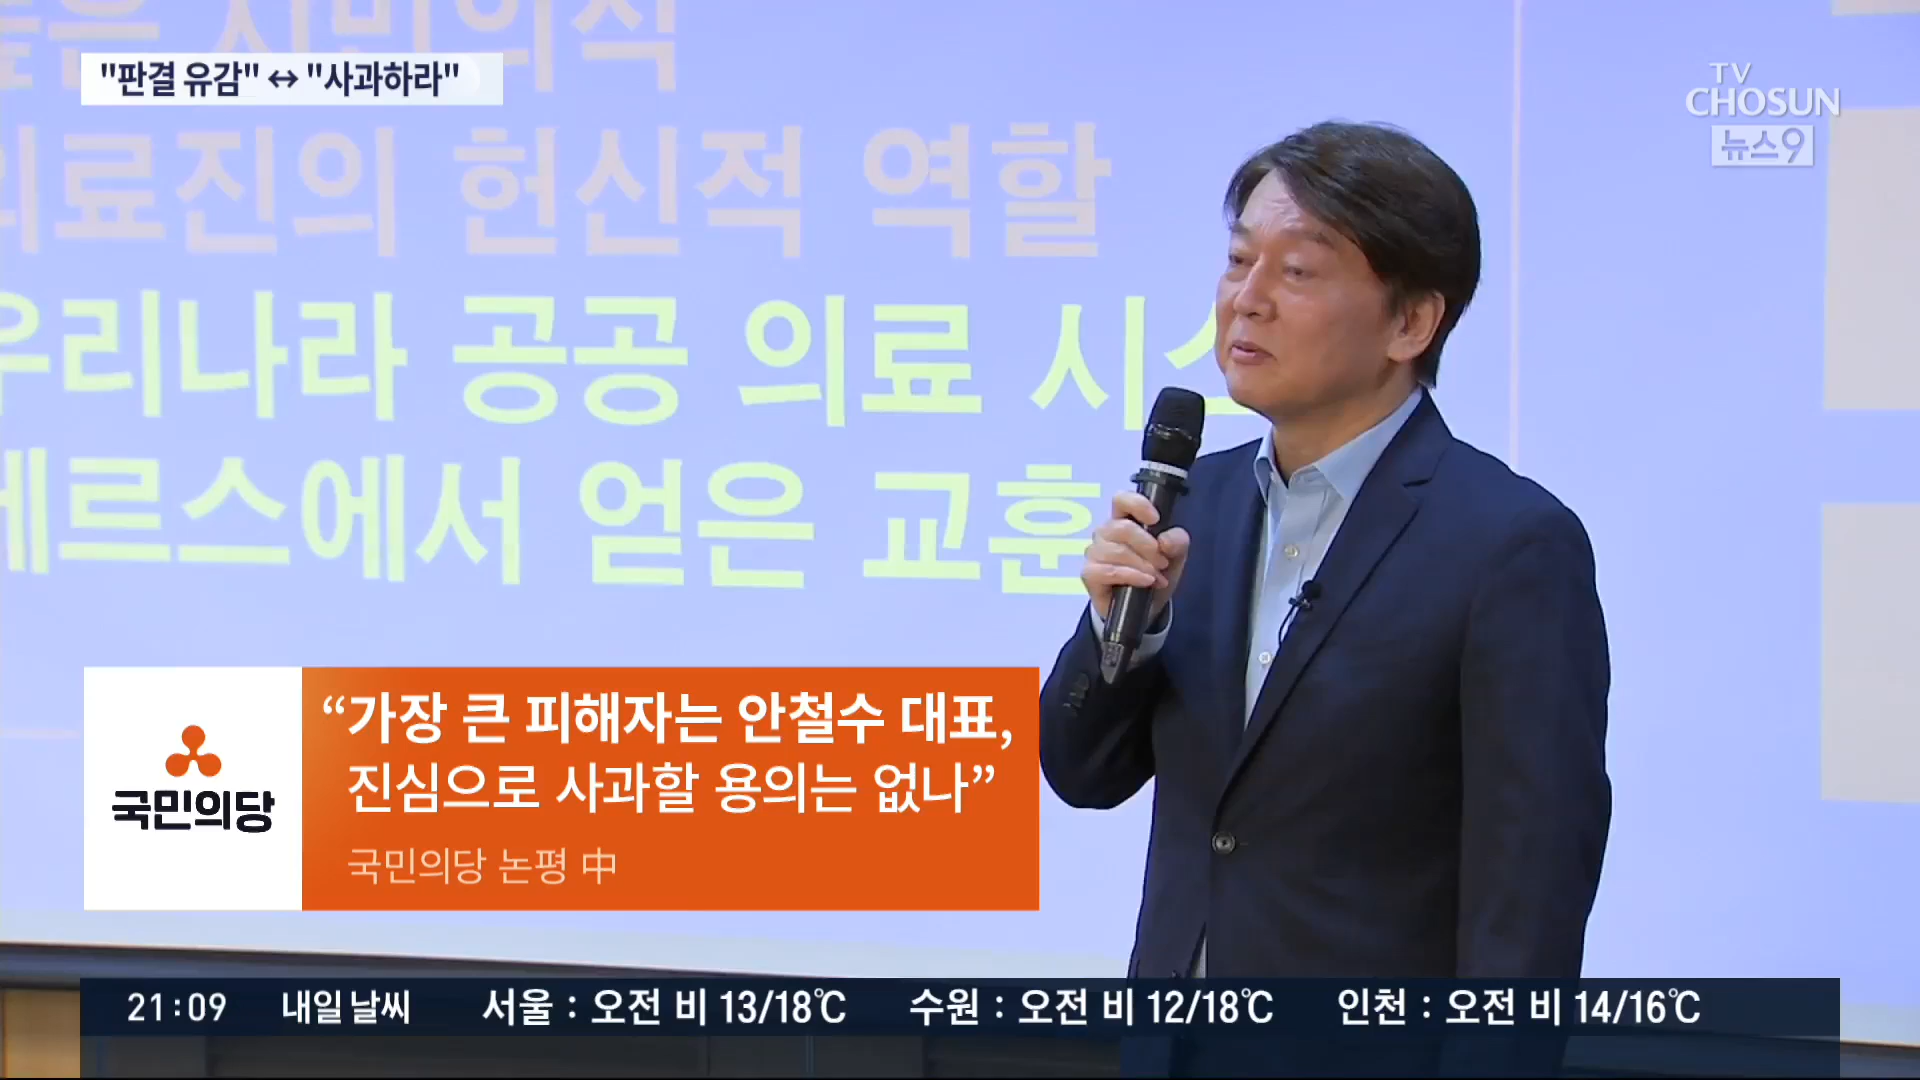 "판결 유감" ↔ "사과하라"
TV
CHOSUN
뉴스9
시민의식
의료진의 헌신적 역할
우리나라 공공 의료
에서 얻은 교훈
“가장 큰 피해자는 안철수 대표,
진심으로 사과할 용의는 없나”
국민의당 논평 中
국민의당
21:09 내일 날씨 서울 : 오전 비 13/18℃ 수원 : 오전 비 12/18℃ 인천 : 오전 비 14/16℃